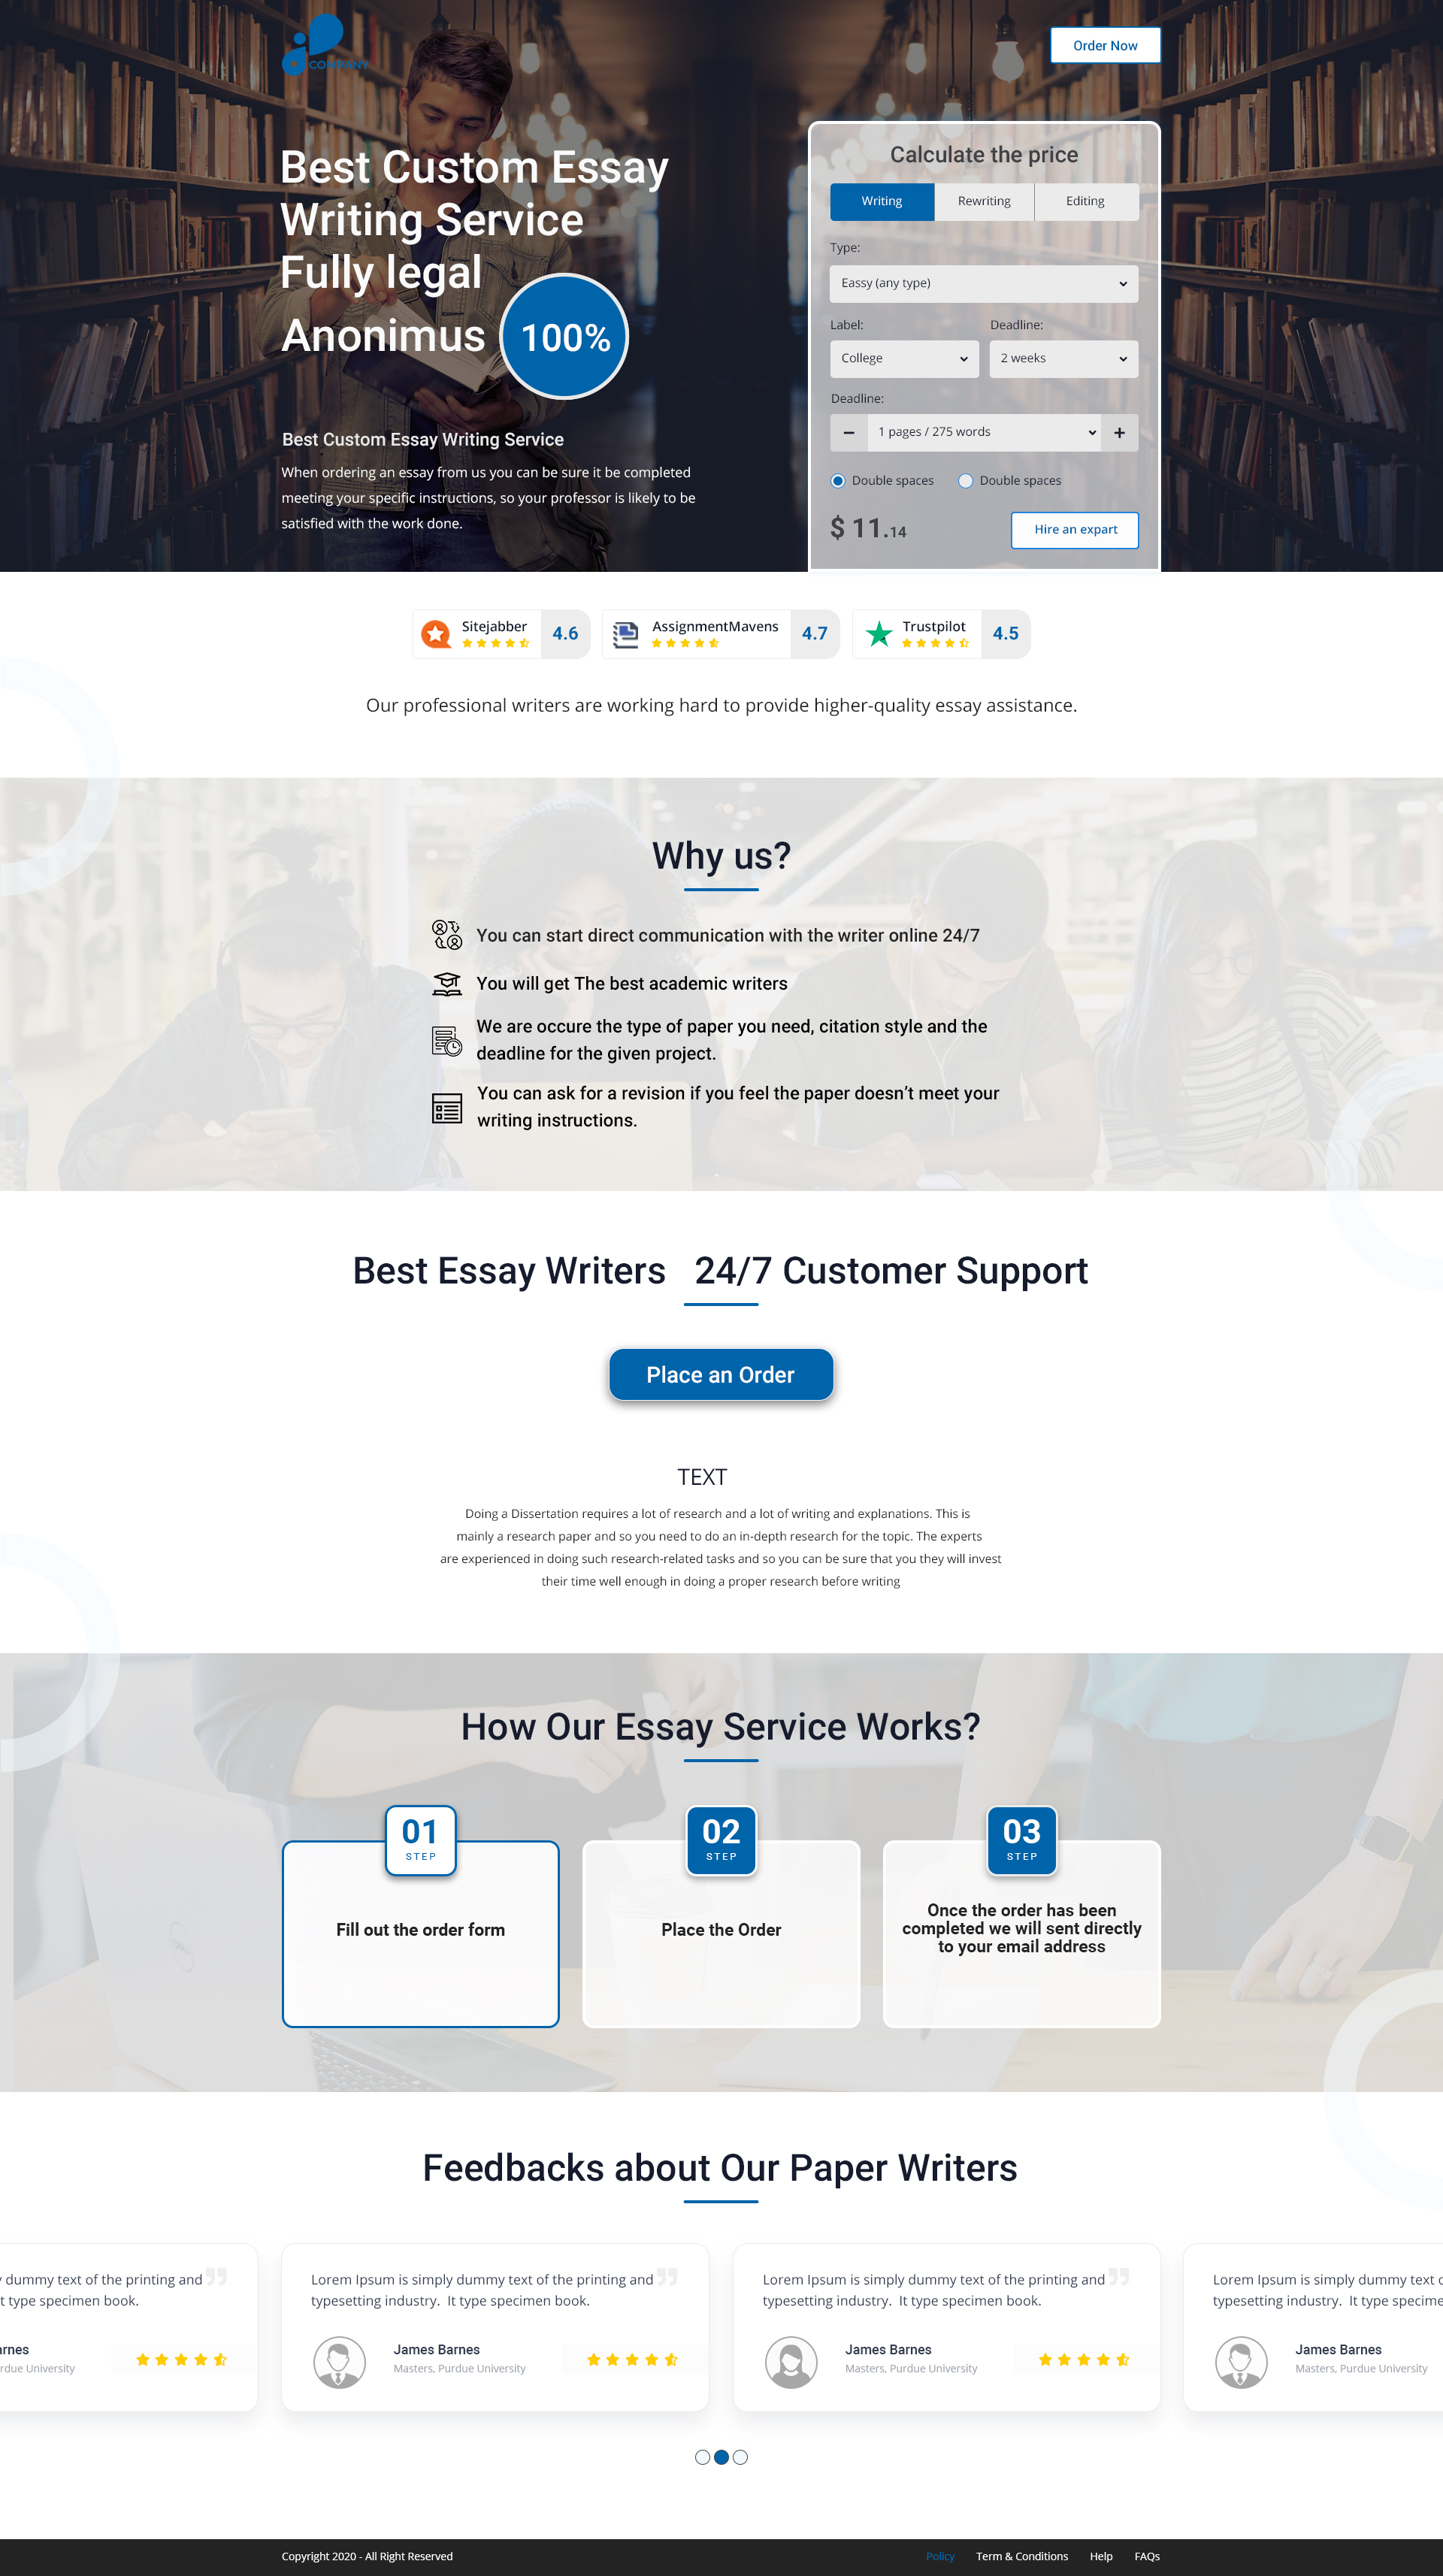 COMPANY
Order Now
Best Custom Essay
Writing Service
Fully legal
Anonimus 100%
Best Custom Essay Writing Service
When ordering an essay from us you can be sure it be completed
meeting your specific instructions, so your professor is likely to be
satisfied with the work done.
Calculate the price
Writing Rewriting Editing
Type:
Eassy (any type)
Label: Deadline:
College 2 weeks
Deadline:
− 1 pages / 275 words +
Double spaces Double spaces
$ 11.14 Hire an expart
Sitejabber 4.6
AssignmentMavens 4.7
Trustpilot 4.5
Our professional writers are working hard to provide higher-quality essay assistance.
Why us?
You can start direct communication with the writer online 24/7
You will get The best academic writers
We are occure the type of paper you need, citation style and the
deadline for the given project.
You can ask for a revision if you feel the paper doesn’t meet your
writing instructions.
Best Essay Writers 24/7 Customer Support
Place an Order
TEXT
Doing a Dissertation requires a lot of research and a lot of writing and explanations. This is
mainly a research paper and so you need to do an in-depth research for the topic. The experts
are experienced in doing such research-related tasks and so you can be sure that you they will invest
their time well enough in doing a proper research before writing
How Our Essay Service Works?
01
STEP
Fill out the order form
02
STEP
Place the Order
03
STEP
Once the order has been
completed we will sent directly
to your email address
Feedbacks about Our Paper Writers
dummy text of the printing and
type specimen book.
rnes
rdue University
Lorem Ipsum is simply dummy text of the printing and
typesetting industry. It type specimen book.
James Barnes
Masters, Purdue University
Lorem Ipsum is simply dummy text of the printing and
typesetting industry. It type specimen book.
James Barnes
Masters, Purdue University
Lorem Ipsum is simply dummy text
typesetting industry. It type specime
James Barnes
Masters, Purdue University
Copyright 2020 - All Right Reserved
Policy Term & Conditions Help FAQs